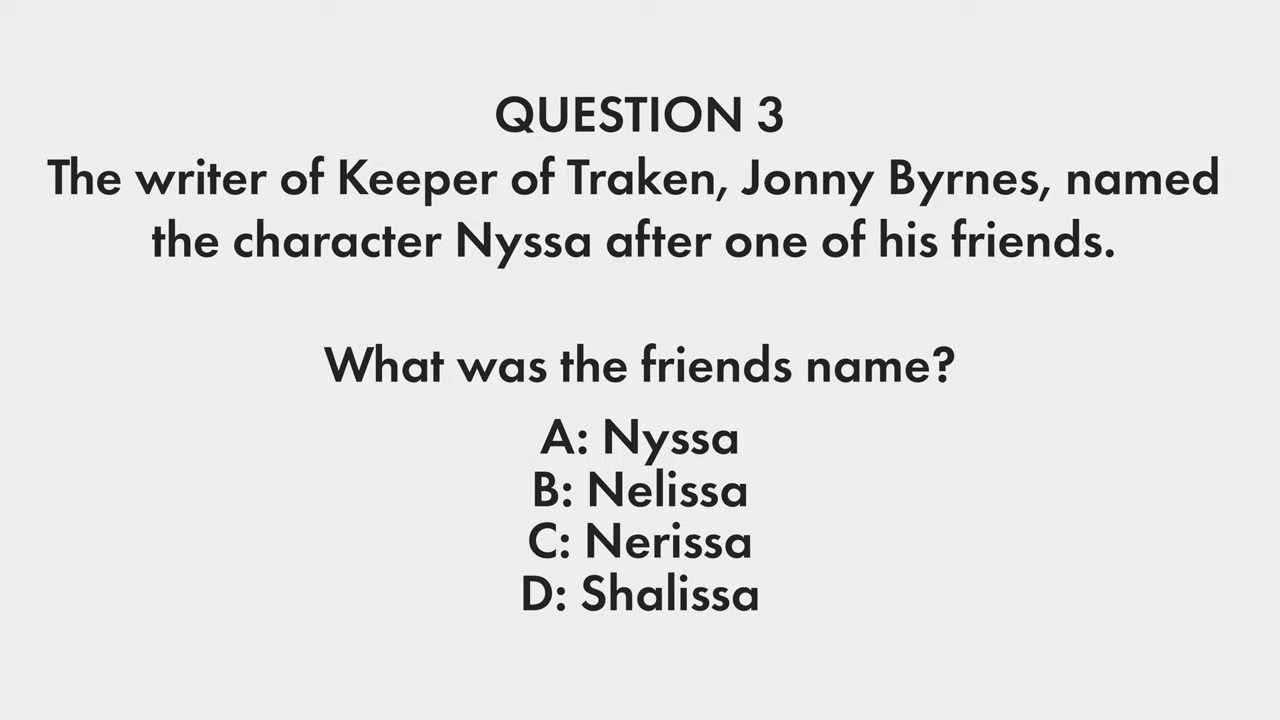 QUESTION 3
The writer of Keeper of Traken, Jonny Byrnes, named
the character Nyssa after one of his friends.
What was the friends name?
A: Nyssa
B: Nelissa
C: Nerissa
D: Shalissa